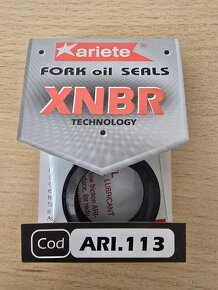 ariete®
FORK oil SEALS
XNBR
TECHNOLOGY
LUBRICANT
Cod ARI.113